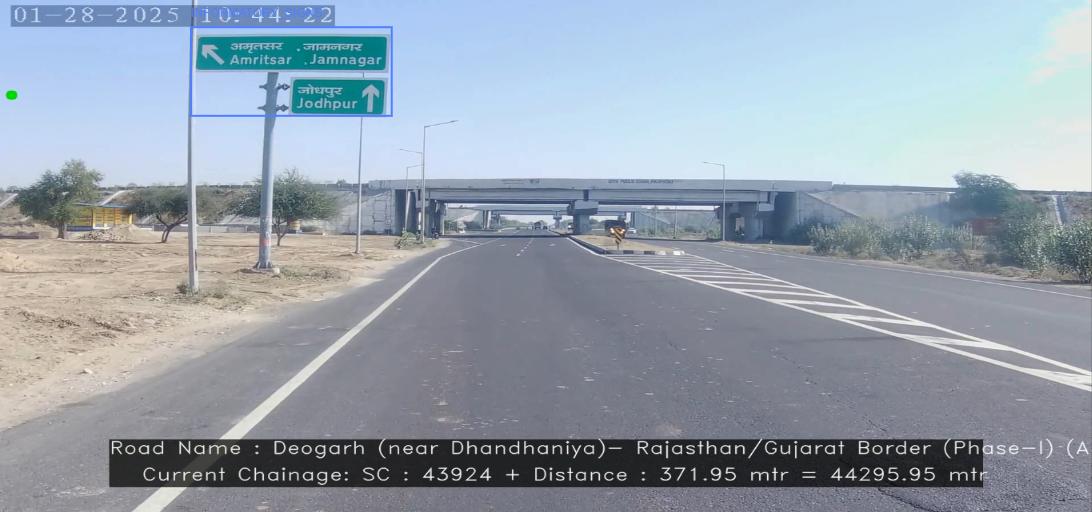 01-28-2025 10:44:22
अमृतसर . जामनगर
Amritsar . Jamnagar
जोधपुर
Jodhpur
Road Name : Deogarh (near Dhandhaniya)- Rajasthan/Gujarat Border (Phase-I) (A
Current Chainage: SC : 43924 + Distance : 371.95 mtr = 44295.95 mtr